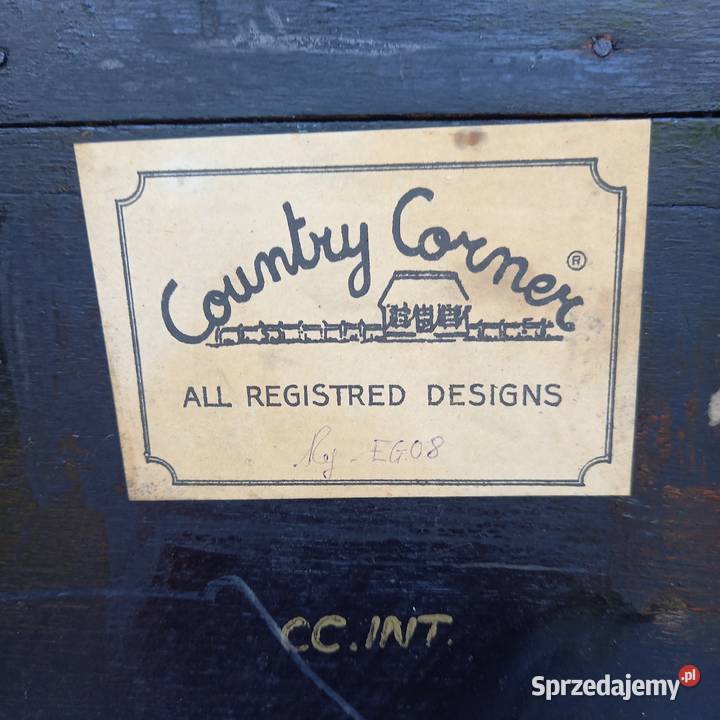 Country Corner ®
ALL REGISTRED DESIGNS
EG08
CC.INT.
Sprzedajemy.pl